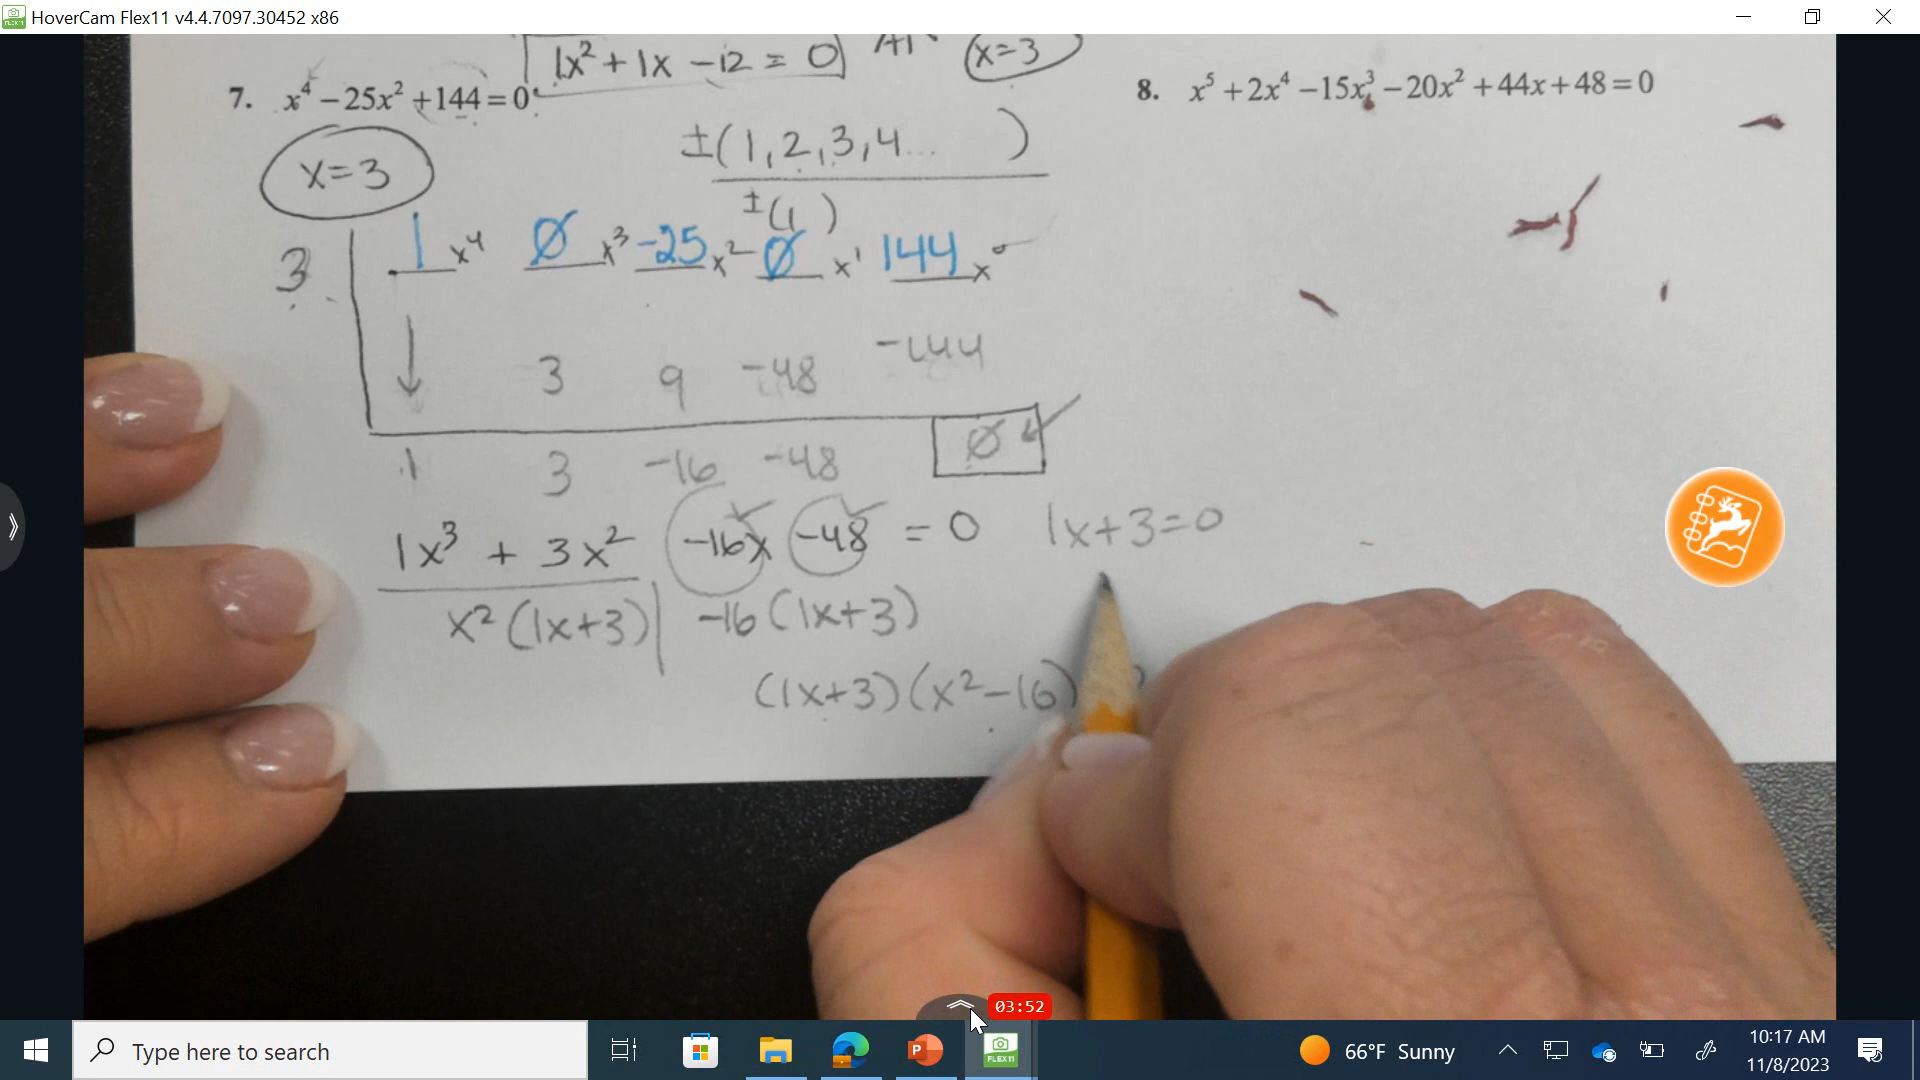 HoverCam Flex11 v4.4.7097.30452 x86
1x² + 1x − 12 = 0
x=3
7. x⁴ − 25x² + 144 = 0
8. x⁵ + 2x⁴ − 15x³ − 20x² + 44x + 48 = 0
±(1, 2, 3, 4... )
±(1 )
x=3
3 1 x⁴ Ø x³ -25 x² Ø x¹ 144 x⁰
3 9 -48 -144
1 3 -16 -48 Ø
1x³ + 3x² -16x -48 = 0 1x+3=0
x²(1x+3) -16(1x+3)
(1x+3)(x²-16)
03:52
FLEX11
Type here to search
66°F Sunny
10:17 AM
11/8/2023